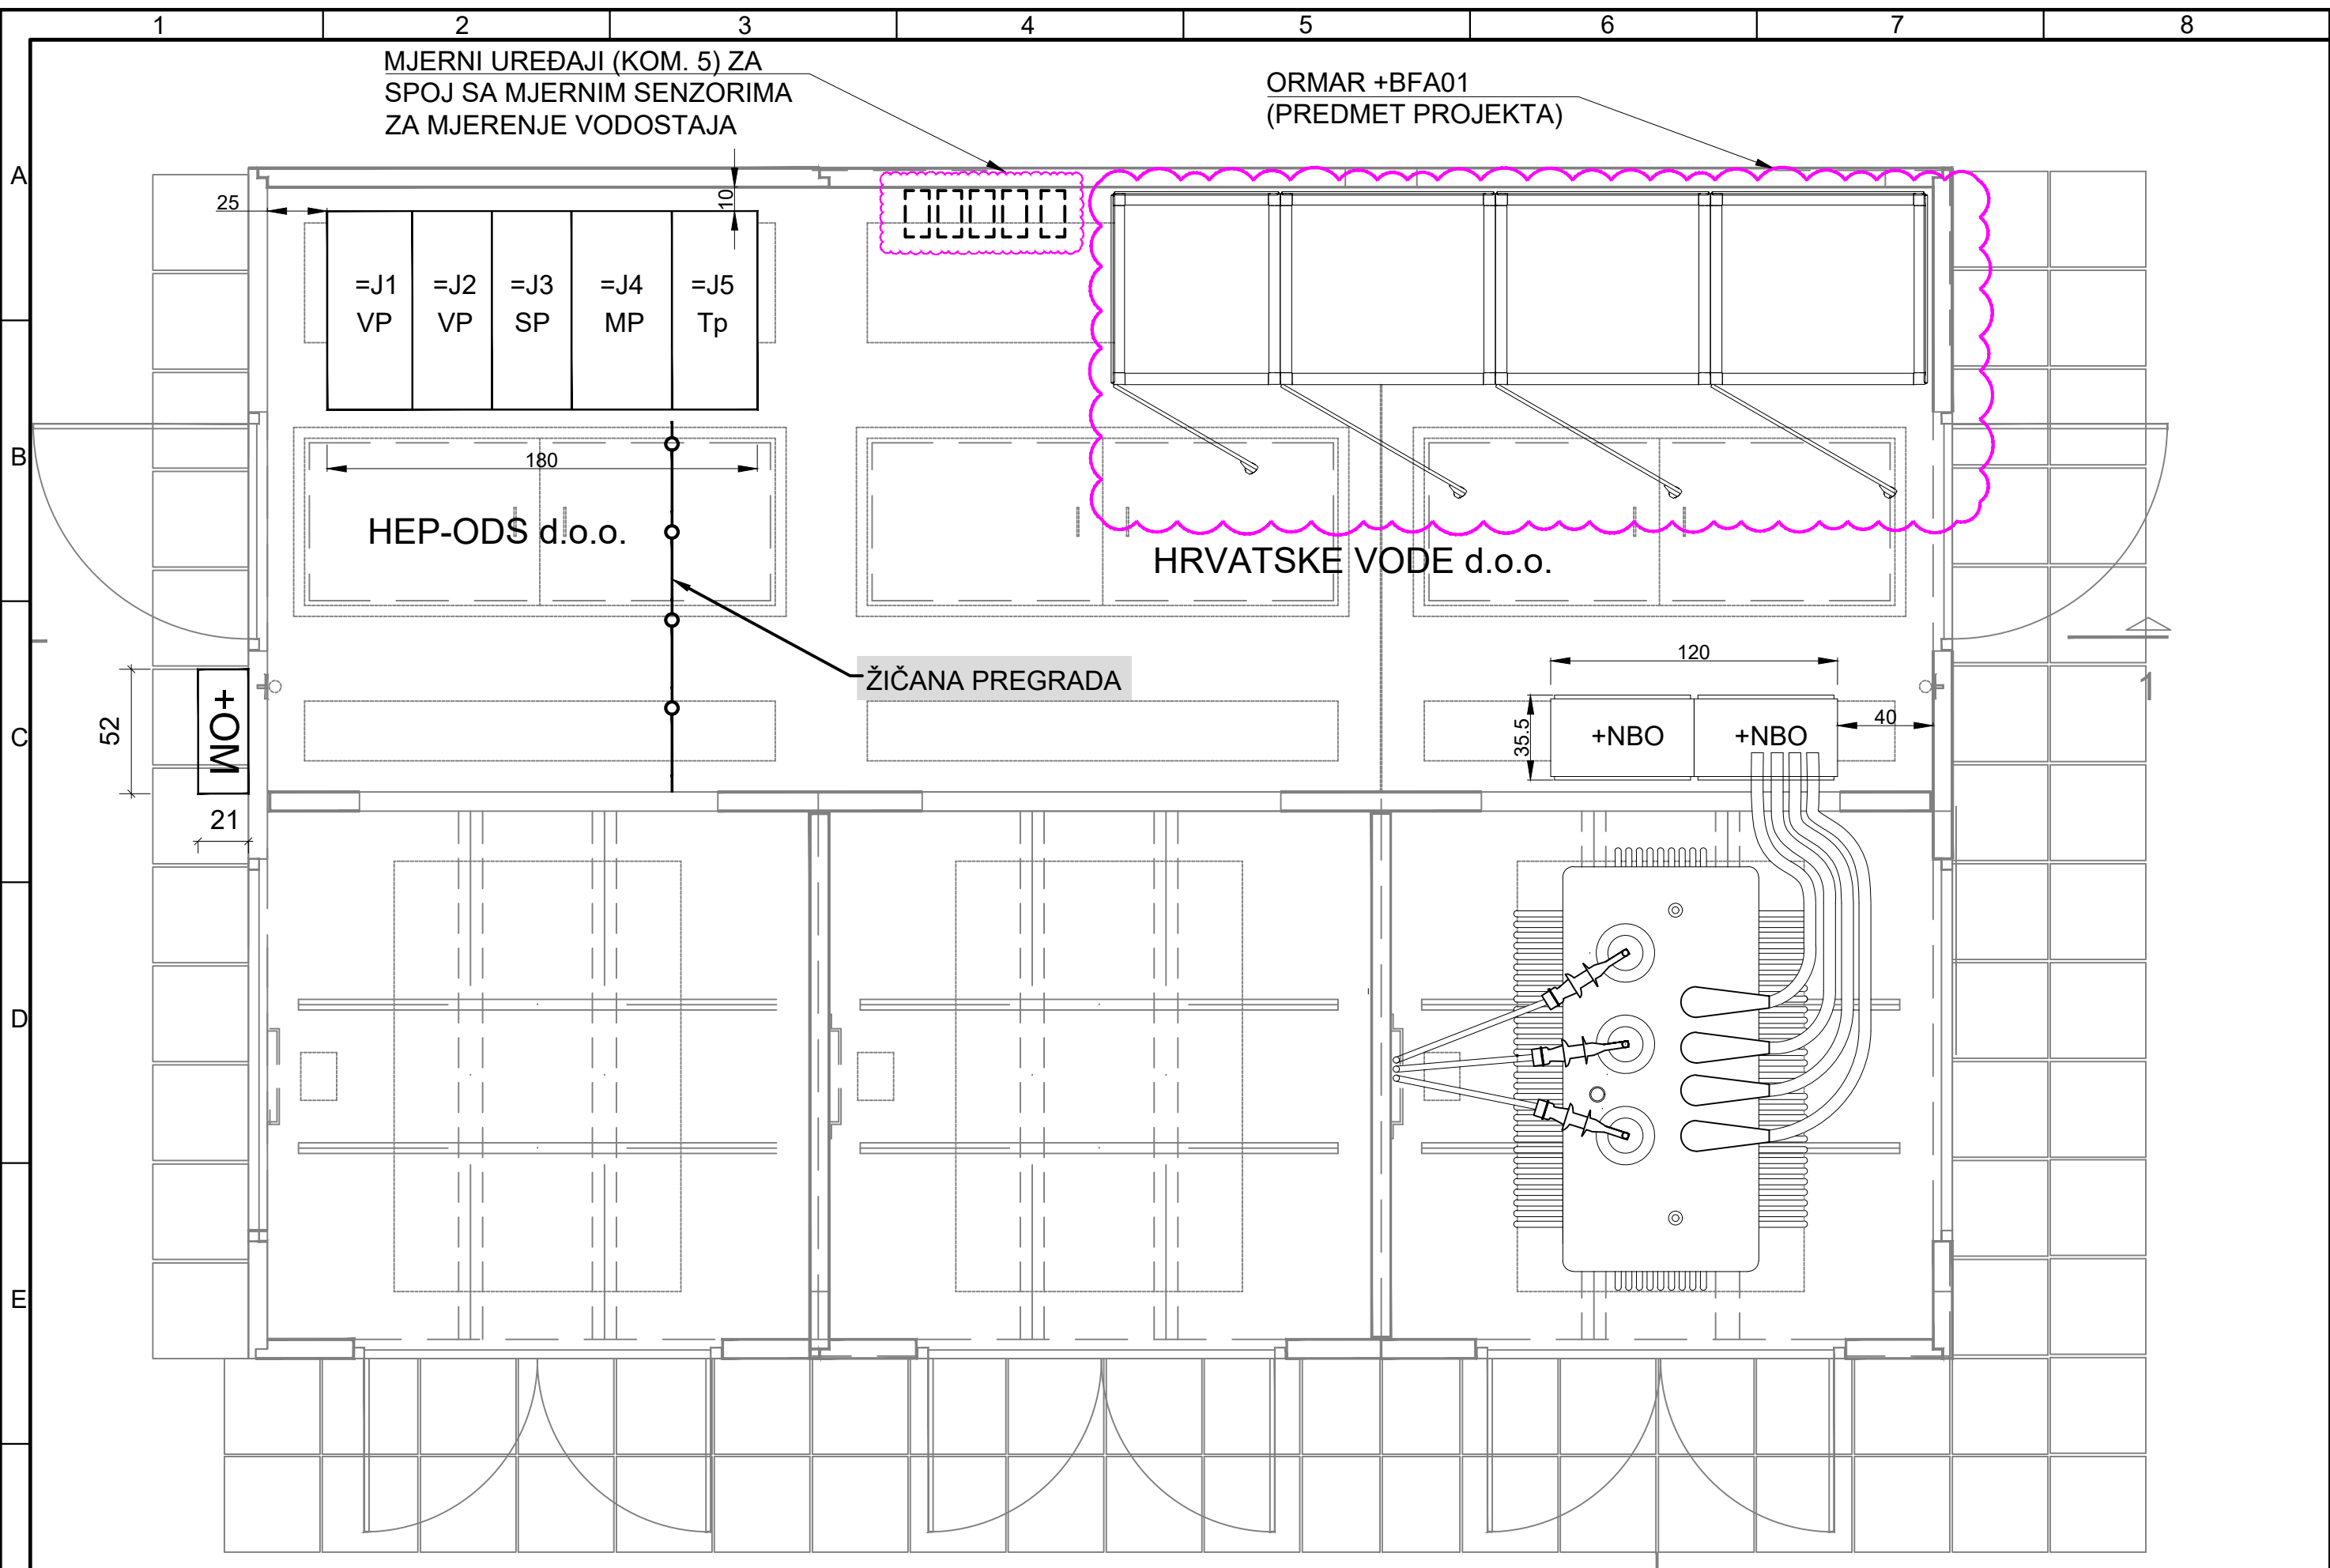 1 2 3 4 5 6 7 8
MJERNI UREĐAJI (KOM. 5) ZA
SPOJ SA MJERNIM SENZORIMA
ZA MJERENJE VODOSTAJA
ORMAR +BFA01
(PREDMET PROJEKTA)
A
25
10
=J1
VP
=J2
VP
=J3
SP
=J4
MP
=J5
Tp
B
180
HEP-ODS d.o.o.
HRVATSKE VODE d.o.o.
ŽIČANA PREGRADA
120
1
C
52
+OM
35.5
+NBO
+NBO
40
21
D
E